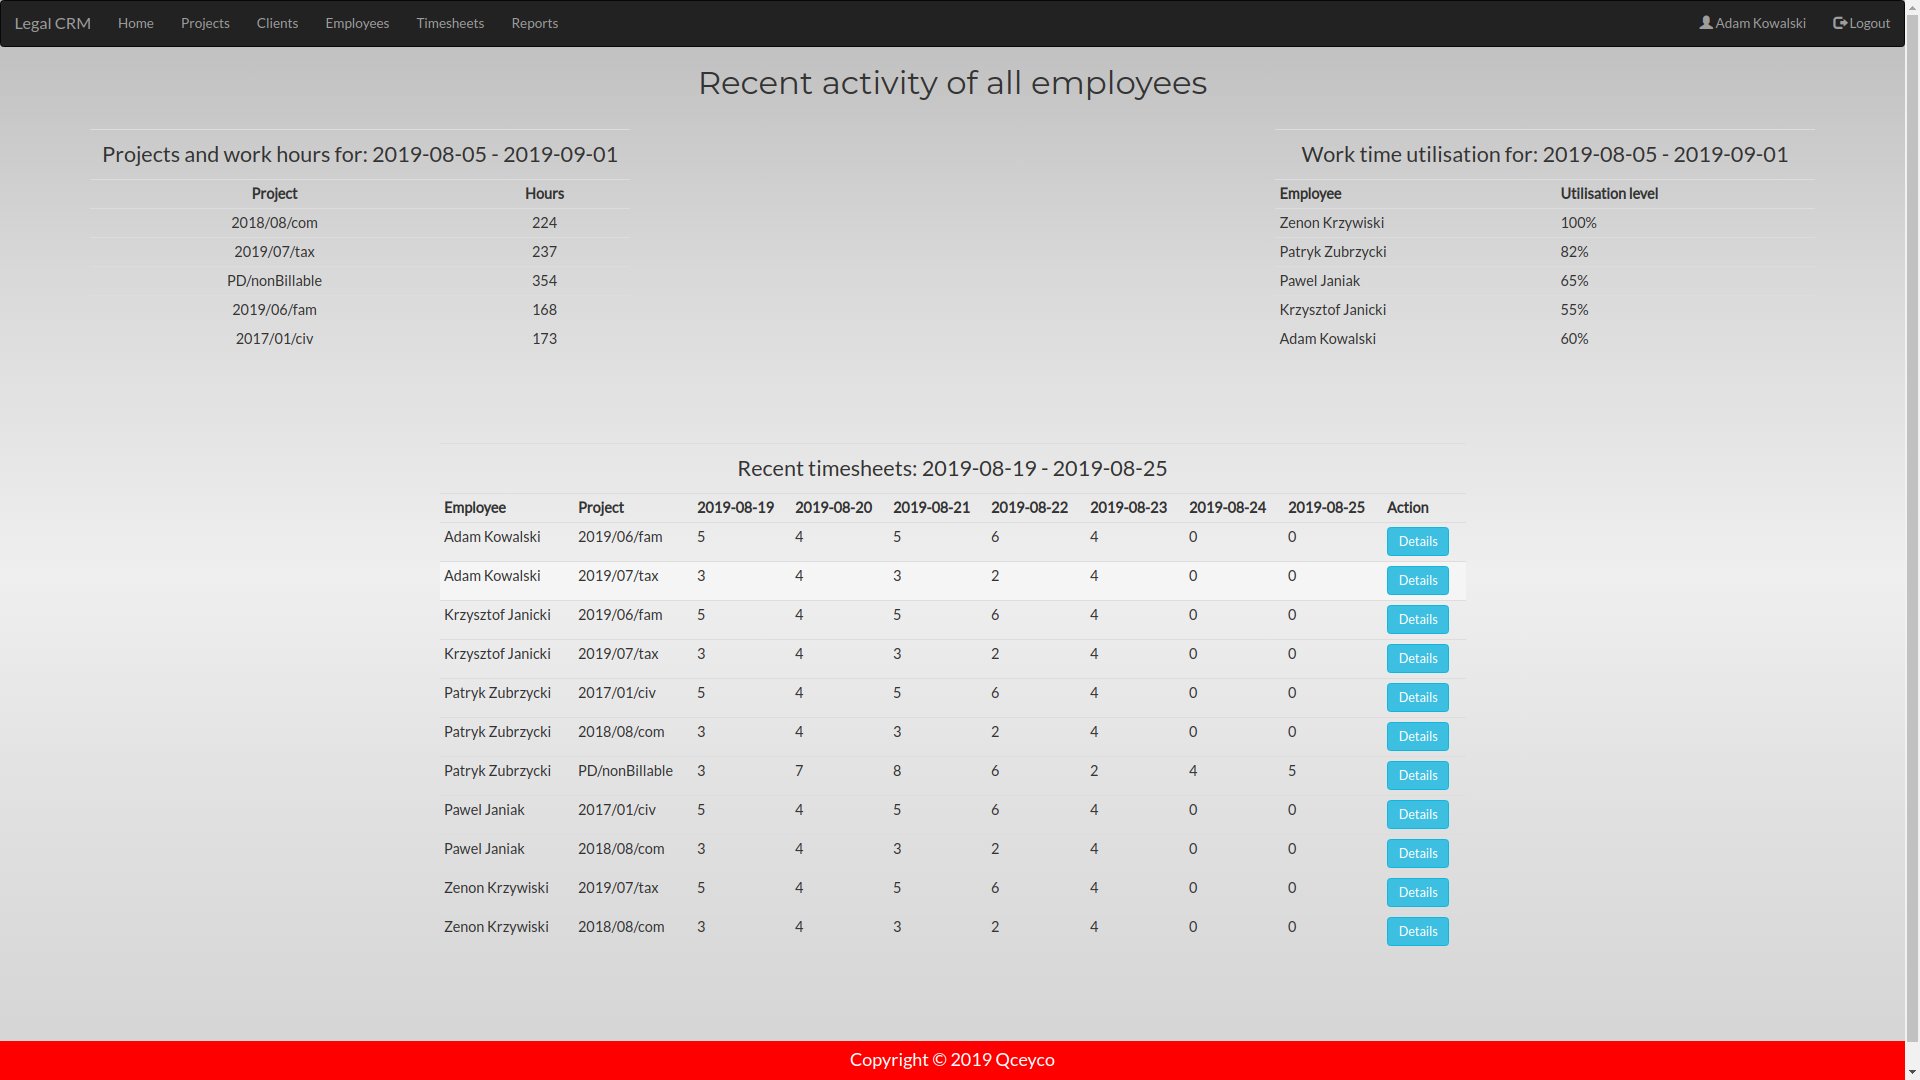 Legal CRM Home Projects Clients Employees Timesheets Reports Adam Kowalski Logout
Recent activity of all employees
Projects and work hours for: 2019-08-05 - 2019-09-01
Project Hours
2018/08/com 224
2019/07/tax 237
PD/nonBillable 354
2019/06/fam 168
2017/01/civ 173
Work time utilisation for: 2019-08-05 - 2019-09-01
Employee Utilisation level
Zenon Krzywiski 100%
Patryk Zubrzycki 82%
Pawel Janiak 65%
Krzysztof Janicki 55%
Adam Kowalski 60%
Recent timesheets: 2019-08-19 - 2019-08-25
Employee Project 2019-08-19 2019-08-20 2019-08-21 2019-08-22 2019-08-23 2019-08-24 2019-08-25 Action
Adam Kowalski 2019/06/fam 5 4 5 6 4 0 0 Details
Adam Kowalski 2019/07/tax 3 4 3 2 4 0 0 Details
Krzysztof Janicki 2019/06/fam 5 4 5 6 4 0 0 Details
Krzysztof Janicki 2019/07/tax 3 4 3 2 4 0 0 Details
Patryk Zubrzycki 2017/01/civ 5 4 5 6 4 0 0 Details
Patryk Zubrzycki 2018/08/com 3 4 3 2 4 0 0 Details
Patryk Zubrzycki PD/nonBillable 3 7 8 6 2 4 5 Details
Pawel Janiak 2017/01/civ 5 4 5 6 4 0 0 Details
Pawel Janiak 2018/08/com 3 4 3 2 4 0 0 Details
Zenon Krzywiski 2019/07/tax 5 4 5 6 4 0 0 Details
Zenon Krzywiski 2018/08/com 3 4 3 2 4 0 0 Details
Copyright © 2019 Qceyco